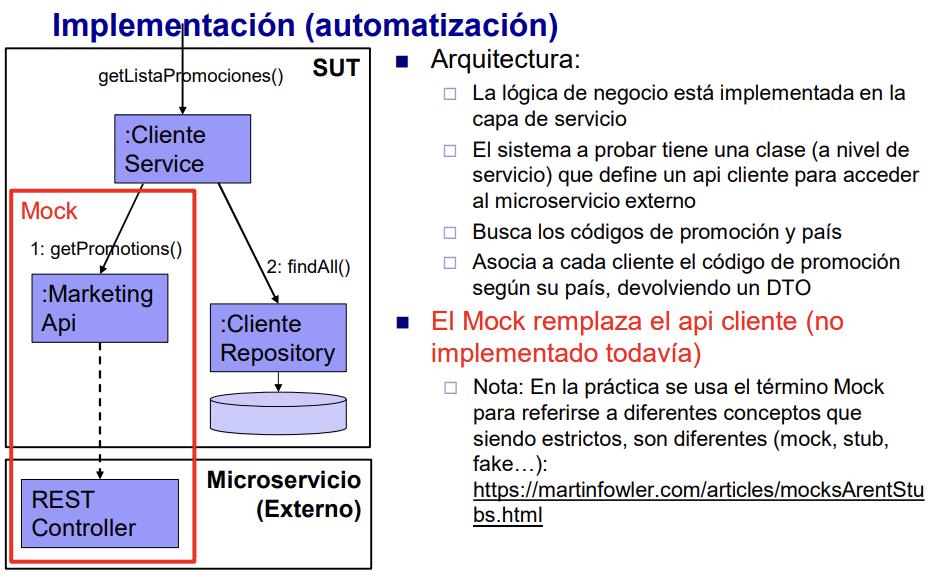 Implementación (automatización)
SUT
getListaPromociones()
:Cliente
Service
Mock
1: getPromotions()
2: findAll()
:Marketing
Api
:Cliente
Repository
Microservicio
(Externo)
REST
Controller
Arquitectura:
La lógica de negocio está implementada en la
capa de servicio
El sistema a probar tiene una clase (a nivel de
servicio) que define un api cliente para acceder
al microservicio externo
Busca los códigos de promoción y país
Asocia a cada cliente el código de promoción
según su país, devolviendo un DTO
El Mock remplaza el api cliente (no
implementado todavía)
Nota: En la práctica se usa el término Mock
para referirse a diferentes conceptos que
siendo estrictos, son diferentes (mock, stub,
fake…):
https://martinfowler.com/articles/mocksArentStu
bs.html